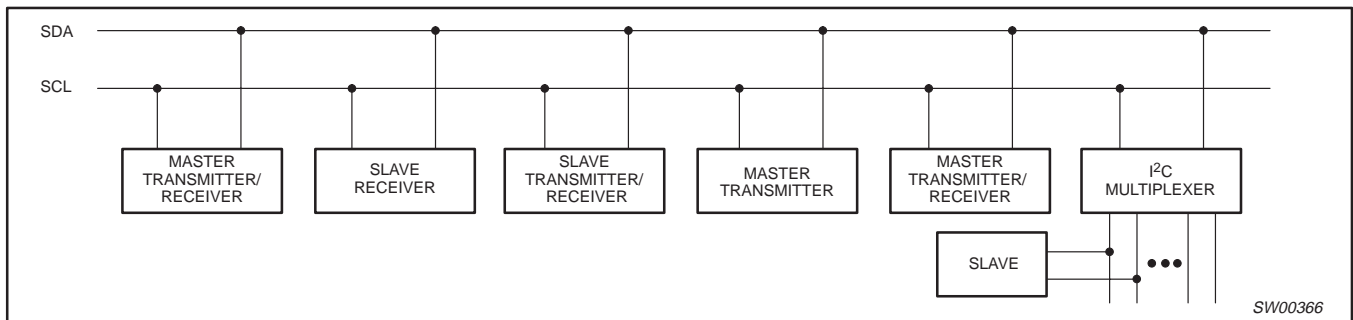 SDA
SCL
MASTER
TRANSMITTER/
RECEIVER
SLAVE
RECEIVER
SLAVE
TRANSMITTER/
RECEIVER
MASTER
TRANSMITTER
MASTER
TRANSMITTER/
RECEIVER
I²C
MULTIPLEXER
SLAVE
SW00366